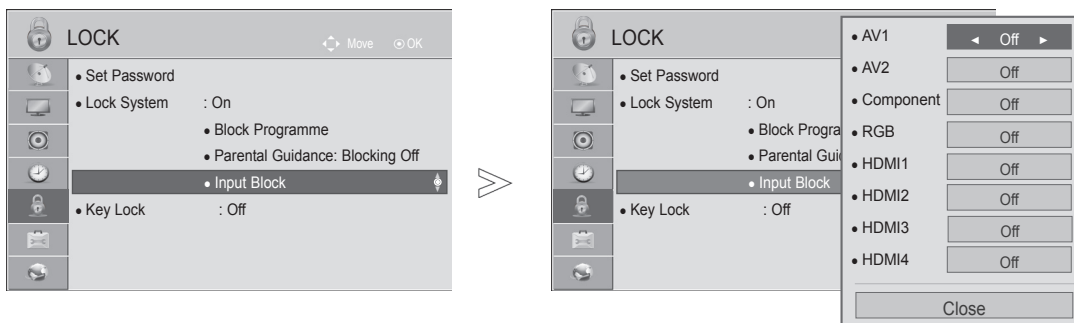 LOCK
Move OK
• Set Password
• Lock System : On
• Block Programme
• Parental Guidance: Blocking Off
• Input Block
• Key Lock : Off
LOCK
• Set Password
• Lock System : On
• Block Progra
• Parental Guid
• Input Block
• Key Lock : Off
• AV1 ◄ Off ►
• AV2 Off
• Component Off
• RGB Off
• HDMI1 Off
• HDMI2 Off
• HDMI3 Off
• HDMI4 Off
Close